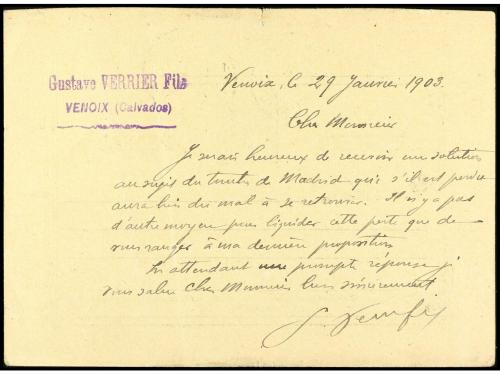 Gustave VERRIER Fils
VENOIX (Calvados)
Venoix, le 29 Janvier 1903.
Cher Monsieur
Je serais heureux de recevoir une solution
au sujet du timbre de Madrid qui s'il est perdu
aura bien du mal à se retrouver. Il n'y a pas
d'autre moyen pour liquider cette perte que de
vous ranger à ma dernière proposition
En attendant une prompte réponse je
vous salue Cher Monsieur bien sincèrement